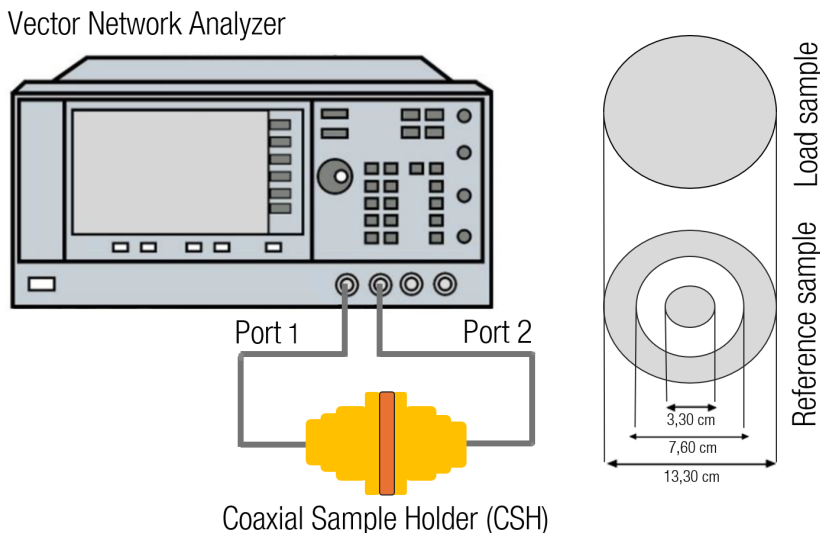 Vector Network Analyzer
Port 1
Port 2
Coaxial Sample Holder (CSH)
Load sample
Reference sample
3,30 cm
7,60 cm
13,30 cm